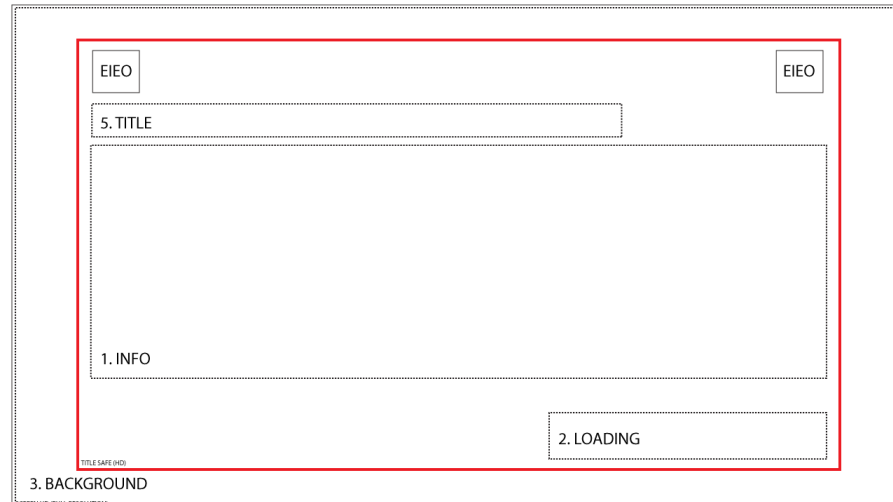 EIEO
EIEO
5. TITLE
1. INFO
2. LOADING
TITLE SAFE (HD)
3. BACKGROUND